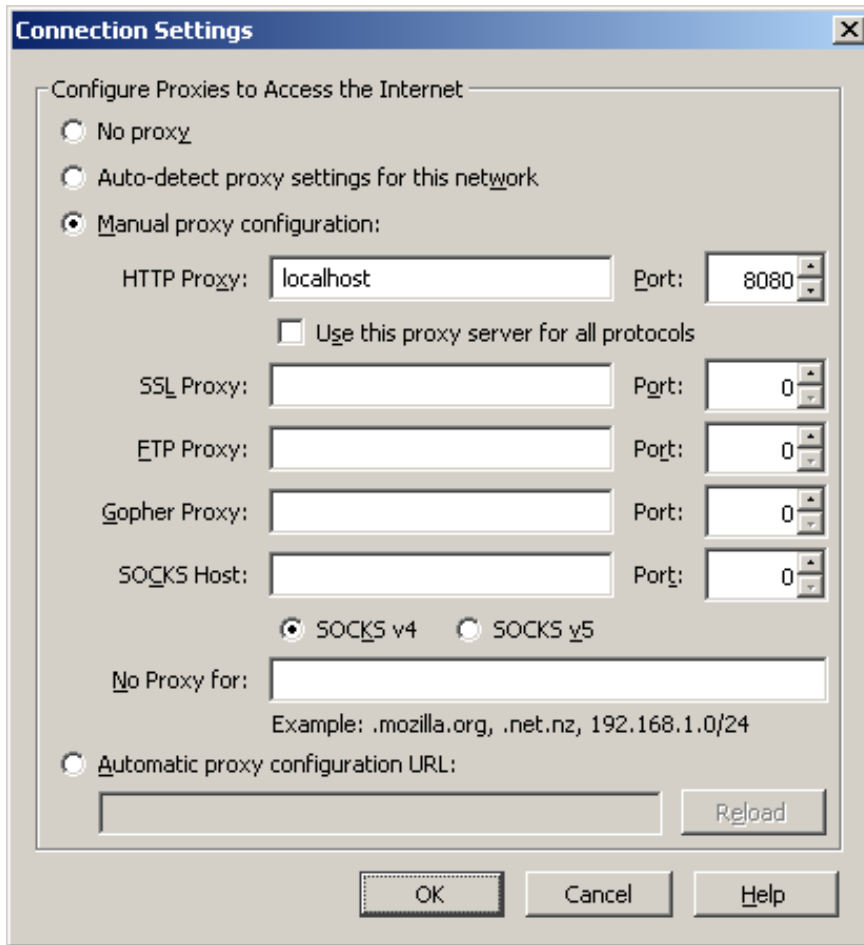 Connection Settings
Configure Proxies to Access the Internet
No proxy
Auto-detect proxy settings for this network
Manual proxy configuration:
HTTP Proxy: localhost Port: 8080
Use this proxy server for all protocols
SSL Proxy: Port: 0
FTP Proxy: Port: 0
Gopher Proxy: Port: 0
SOCKS Host: Port: 0
SOCKS v4 SOCKS v5
No Proxy for:
Example: .mozilla.org, .net.nz, 192.168.1.0/24
Automatic proxy configuration URL:
Reload
OK Cancel Help